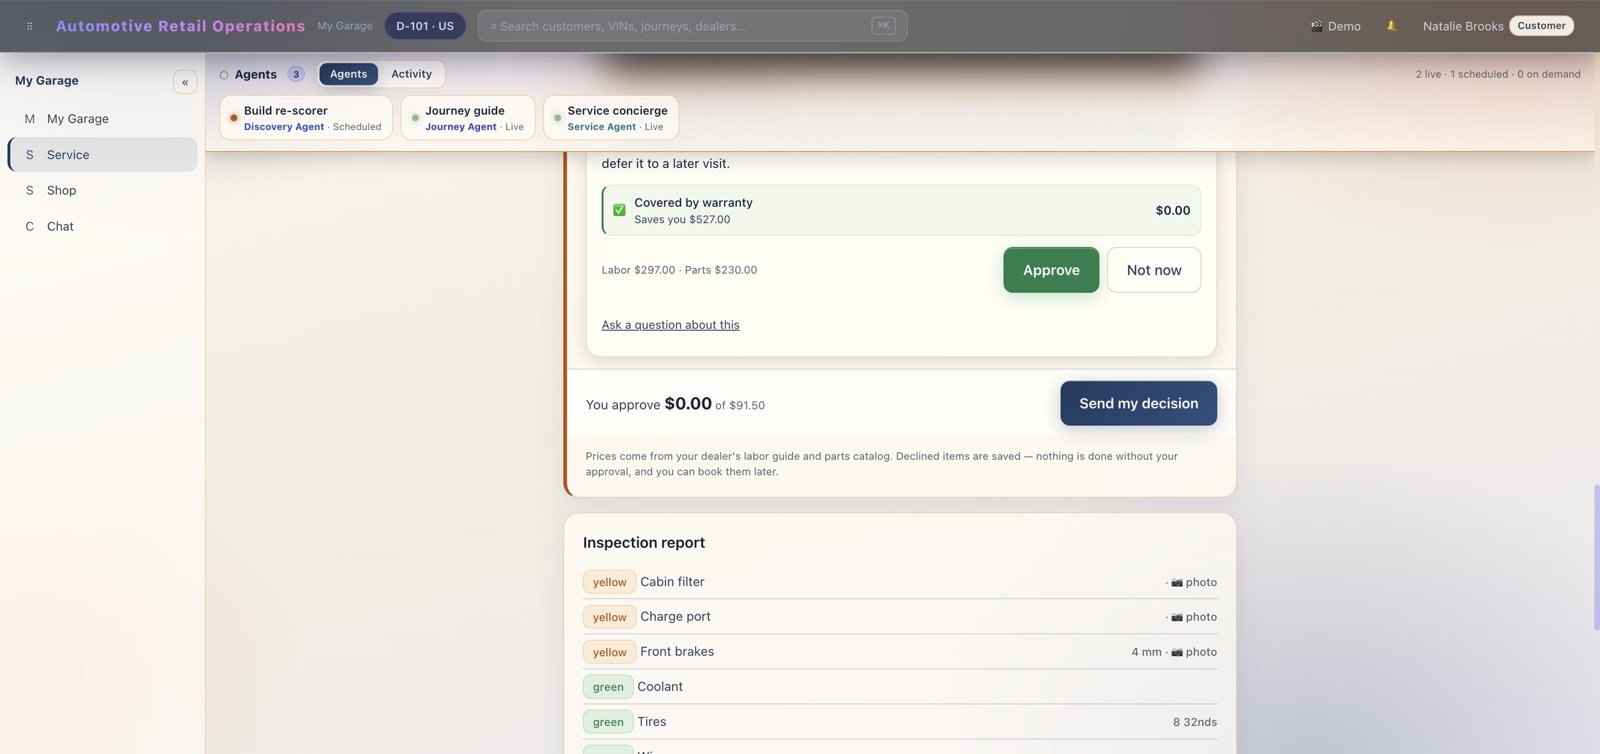 Automotive Retail Operations
My Garage
D-101 · US
Search customers, VINs, journeys, dealers...
⌘K
🎬 Demo
🔔
Natalie Brooks
Customer
My Garage
«
M My Garage
S Service
S Shop
C Chat
Agents 3
Agents
Activity
2 live · 1 scheduled · 0 on demand
Build re-scorer
Discovery Agent · Scheduled
Journey guide
Journey Agent · Live
Service concierge
Service Agent · Live
defer it to a later visit.
✅ Covered by warranty
Saves you $527.00
$0.00
Labor $297.00 · Parts $230.00
Approve
Not now
Ask a question about this
You approve $0.00 of $91.50
Send my decision
Prices come from your dealer's labor guide and parts catalog. Declined items are saved — nothing is done without your
approval, and you can book them later.
Inspection report
yellow Cabin filter · 📷 photo
yellow Charge port · 📷 photo
yellow Front brakes 4 mm · 📷 photo
green Coolant
green Tires 8 32nds